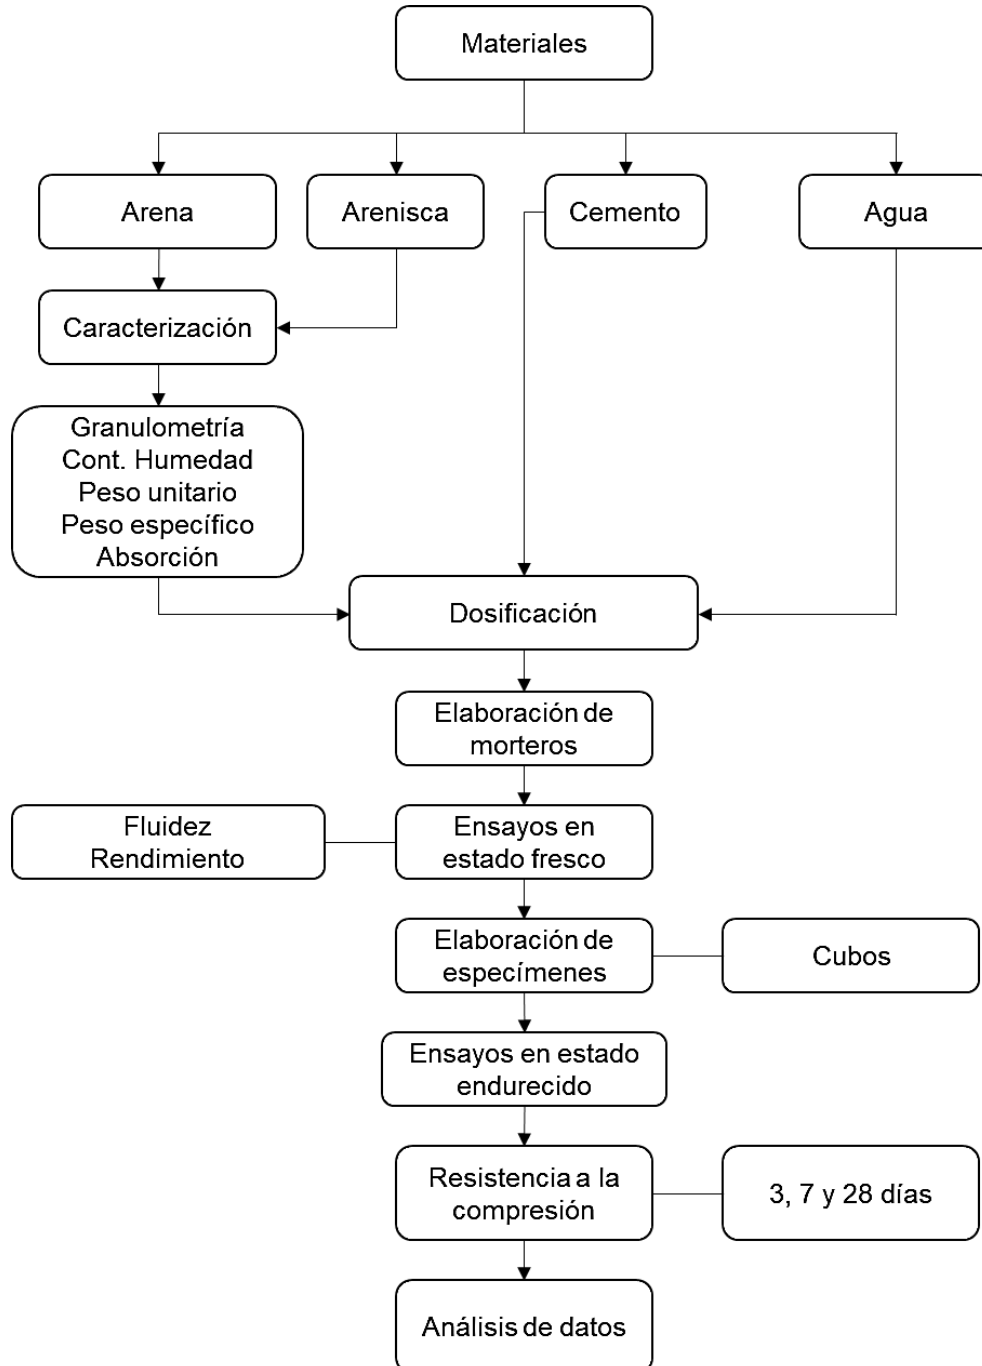 Materiales
Arena
Arenisca
Cemento
Agua
Caracterización
Granulometría
Cont. Humedad
Peso unitario
Peso específico
Absorción
Dosificación
Elaboración de
morteros
Fluidez
Rendimiento
Ensayos en
estado fresco
Elaboración de
especímenes
Cubos
Ensayos en estado
endurecido
Resistencia a la
compresión
3, 7 y 28 días
Análisis de datos